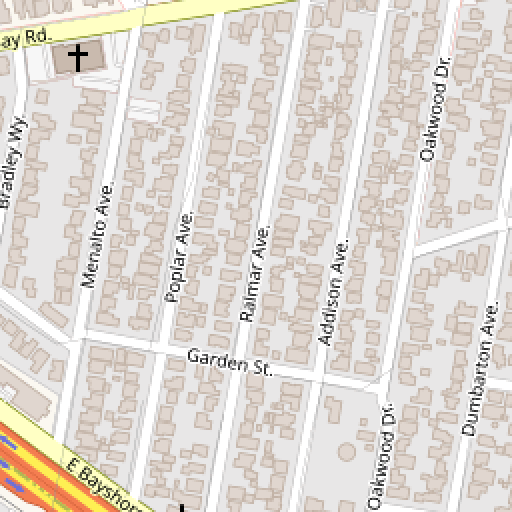 ay Rd.
Bradley Wy.
Menalto Ave.
Poplar Ave.
Ralmar Ave.
Addison Ave.
Oakwood Dr.
Garden St.
Dumbarton Ave.
Oakwood Dr.
E Bayshor